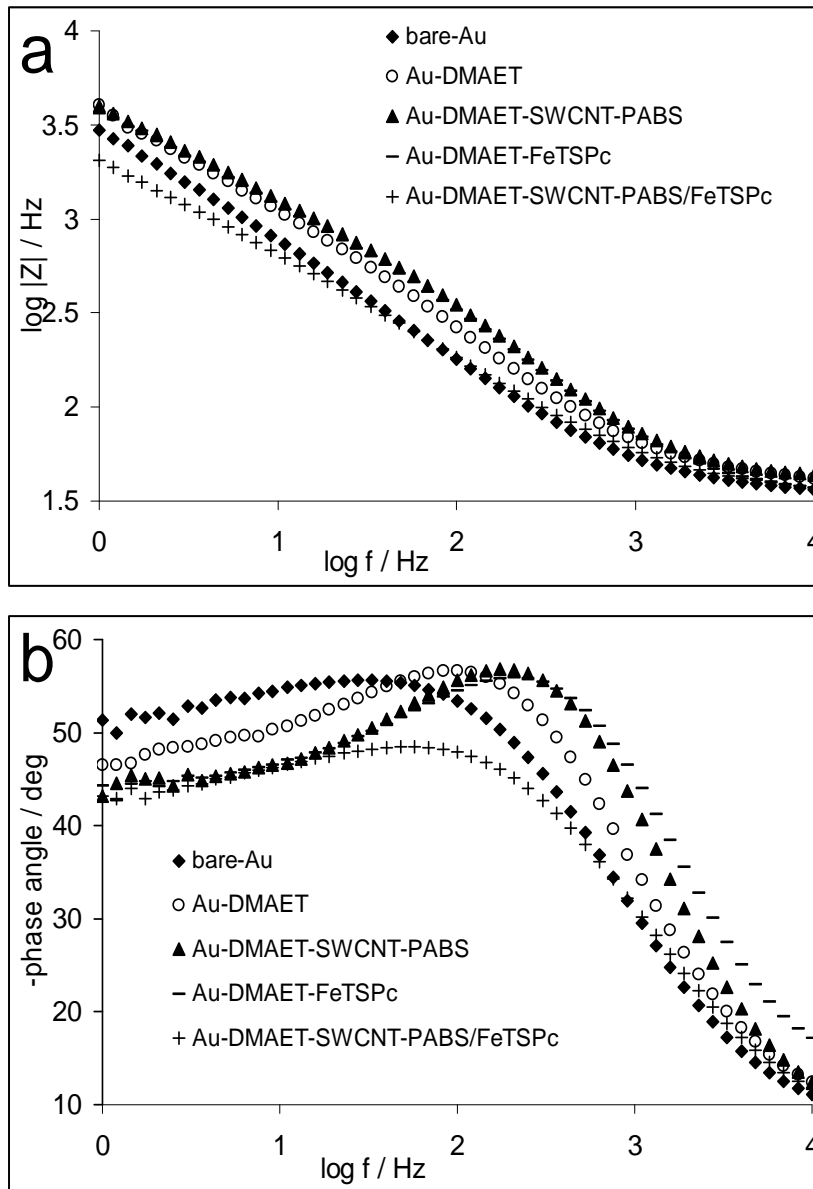 a
bare-Au
Au-DMAET
Au-DMAET-SWCNT-PABS
Au-DMAET-FeTSPc
Au-DMAET-SWCNT-PABS/FeTSPc
log |Z| / Hz
4
3.5
3
2.5
2
1.5
0 1 2 3 4
log f / Hz
b
-phase angle / deg
60
50
40
30
20
10
bare-Au
Au-DMAET
Au-DMAET-SWCNT-PABS
Au-DMAET-FeTSPc
Au-DMAET-SWCNT-PABS/FeTSPc
0 1 2 3 4
log f / Hz